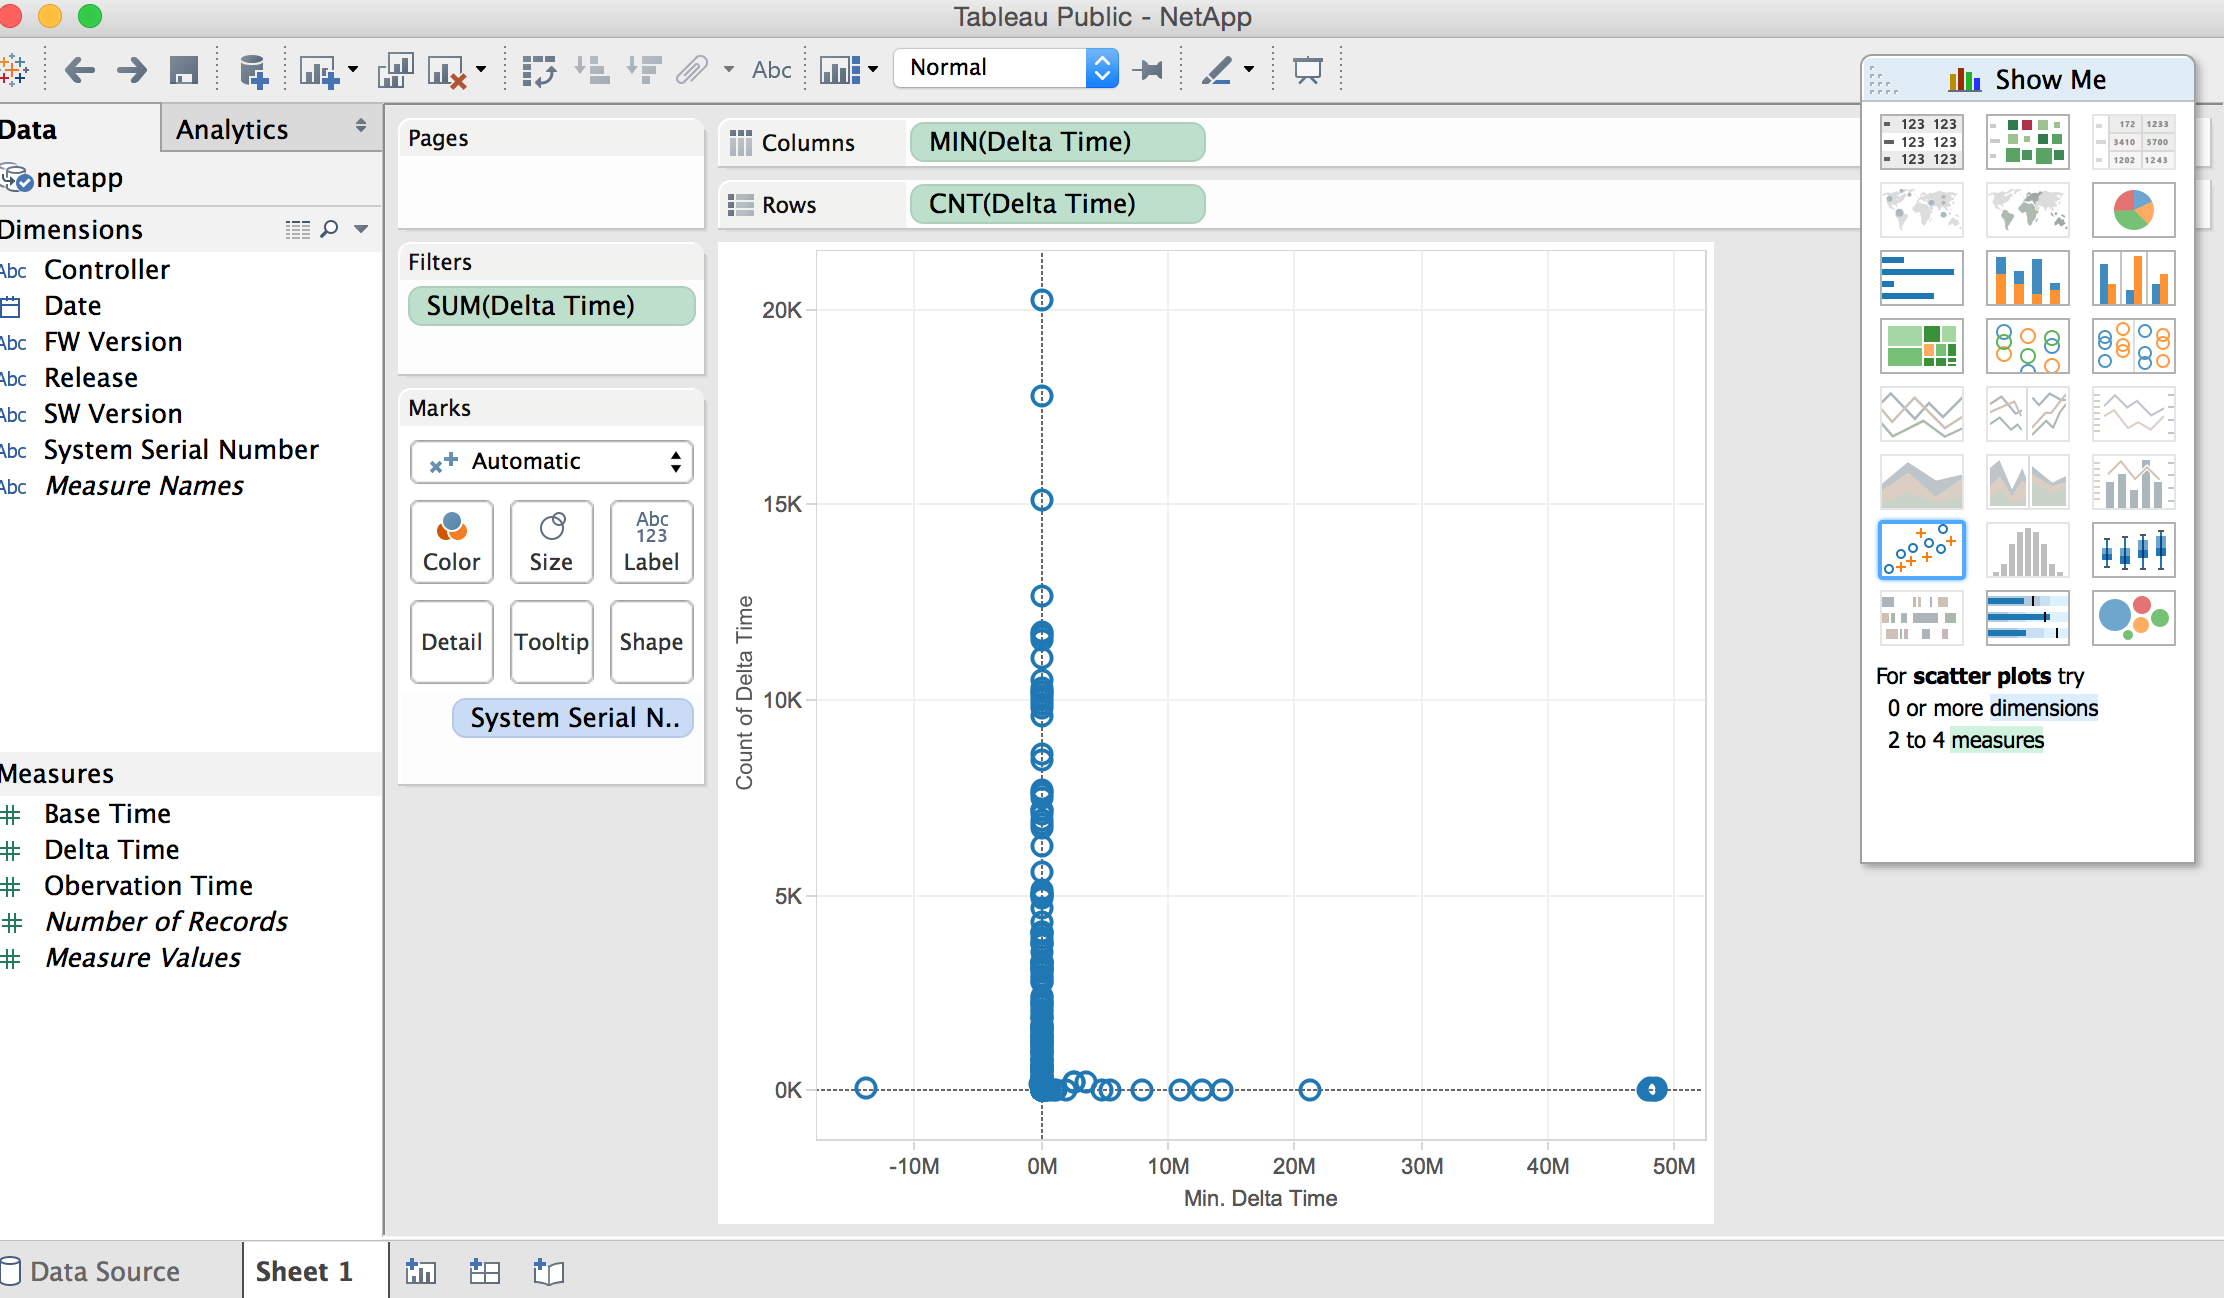 Tableau Public - NetApp
Abc
Normal
Show Me
Data
Analytics
netapp
Dimensions
Abc Controller
Date
Abc FW Version
Abc Release
Abc SW Version
Abc System Serial Number
Abc Measure Names
Measures
Base Time
Delta Time
Obervation Time
Number of Records
Measure Values
Pages
Filters
SUM(Delta Time)
Marks
Automatic
Color
Size
Abc
123
Label
Detail
Tooltip
Shape
System Serial N..
Columns
MIN(Delta Time)
Rows
CNT(Delta Time)
Count of Delta Time
20K
15K
10K
5K
0K
-10M
0M
10M
20M
30M
40M
50M
Min. Delta Time
123 123
123 123
123 123
172 1233
3410 5700
1202 1243
For scatter plots try
0 or more dimensions
2 to 4 measures
Data Source
Sheet 1